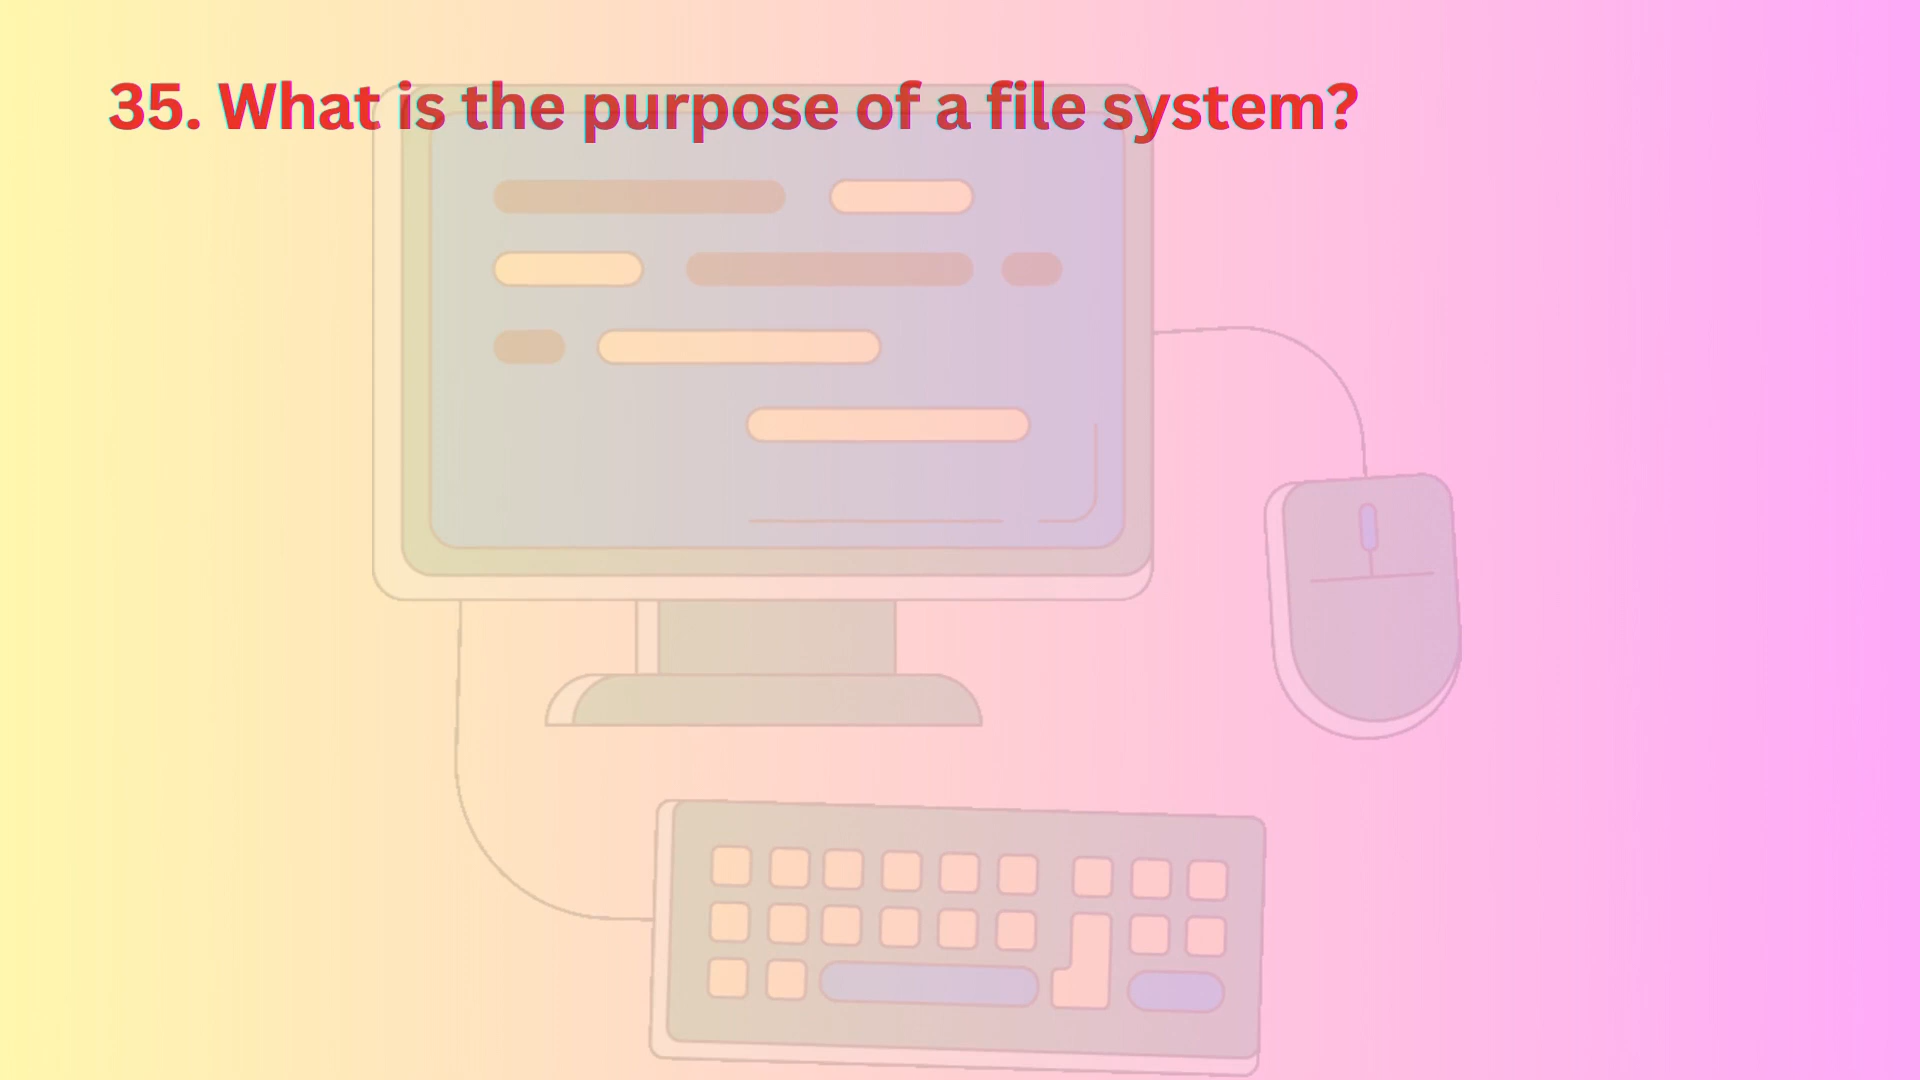 35. What is the purpose of a file system?